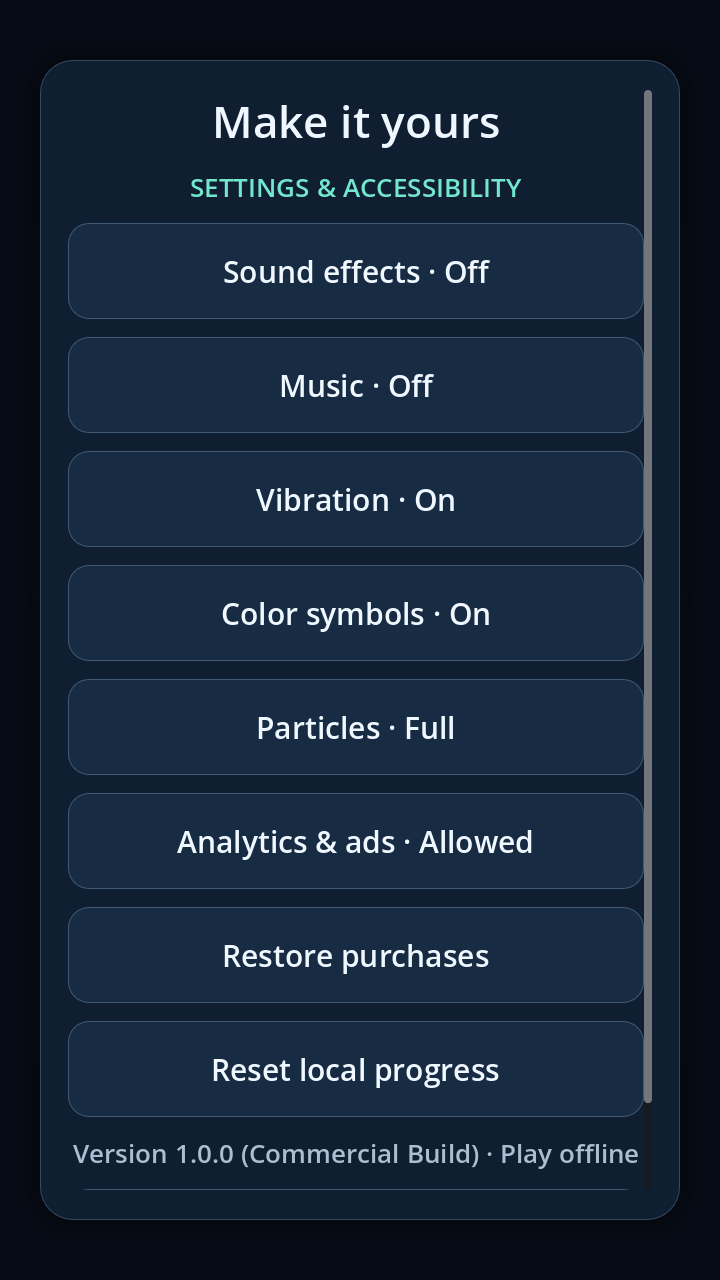 Make it yours
SETTINGS & ACCESSIBILITY
Sound effects · Off
Music · Off
Vibration · On
Color symbols · On
Particles · Full
Analytics & ads · Allowed
Restore purchases
Reset local progress
Version 1.0.0 (Commercial Build) · Play offline